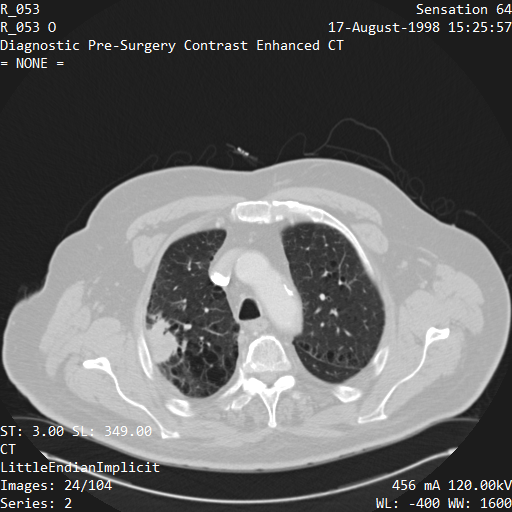 R_053
Sensation 64
R_053 O
17-August-1998 15:25:57
Diagnostic Pre-Surgery Contrast Enhanced CT
= NONE =
ST: 3.00 SL: 349.00
CT
LittleEndianImplicit
Images: 24/104
456 mA 120.00kV
Series: 2
WL: -400 WW: 1600